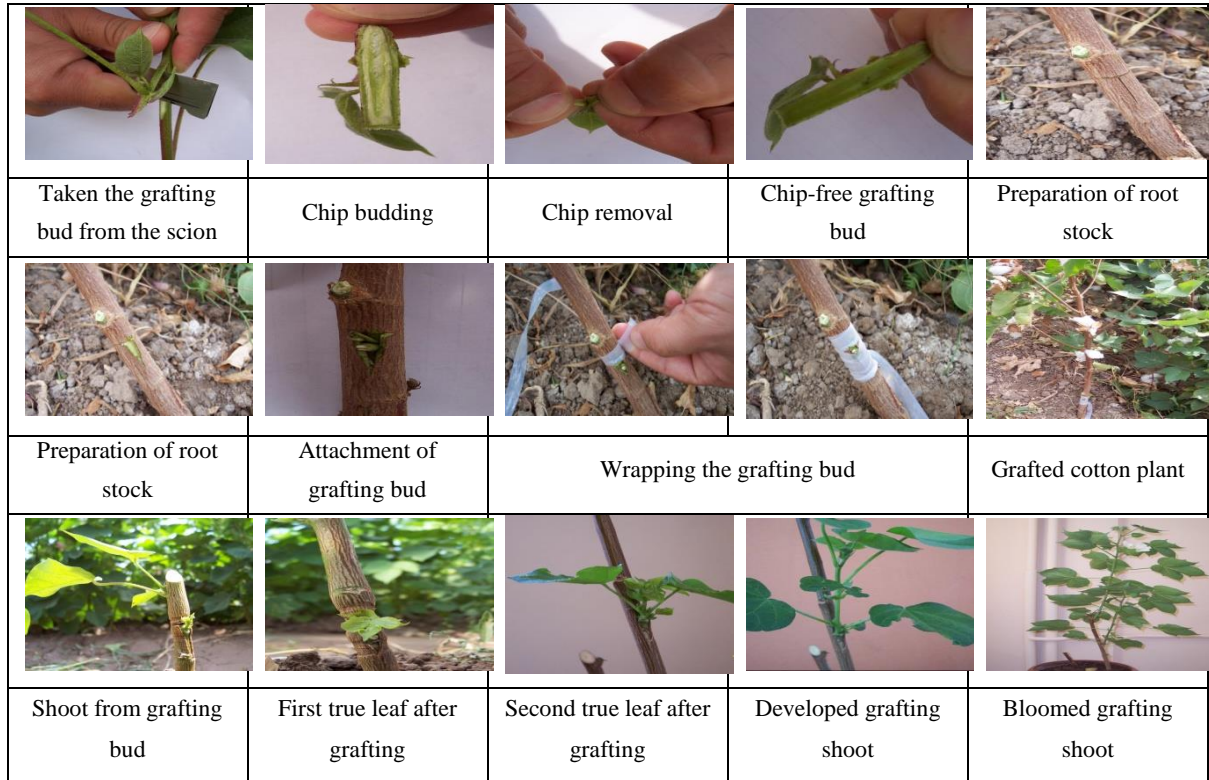 Taken the grafting
bud from the scion
Chip budding
Chip removal
Chip-free grafting
bud
Preparation of root
stock
Preparation of root
stock
Attachment of
grafting bud
Wrapping the grafting bud
Grafted cotton plant
Shoot from grafting
bud
First true leaf after
grafting
Second true leaf after
grafting
Developed grafting
shoot
Bloomed grafting
shoot